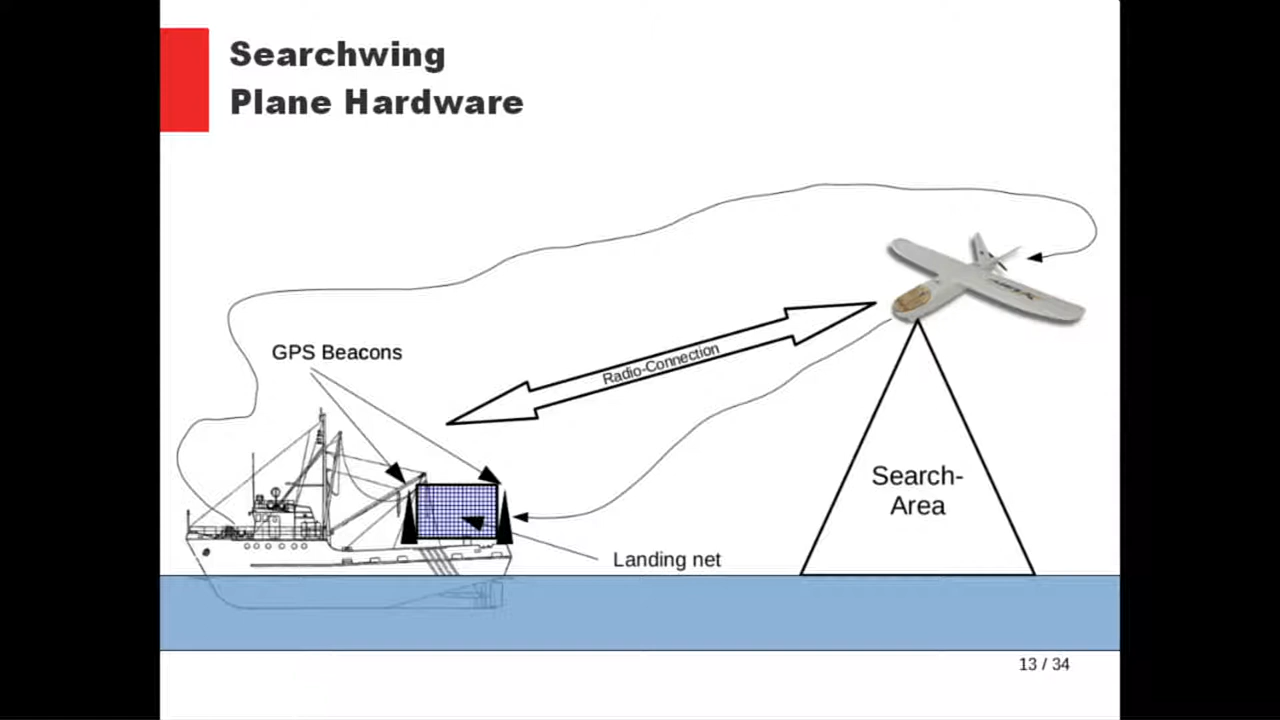 Searchwing
Plane Hardware
GPS Beacons
Radio-Connection
Search-
Area
Landing net
13 / 34